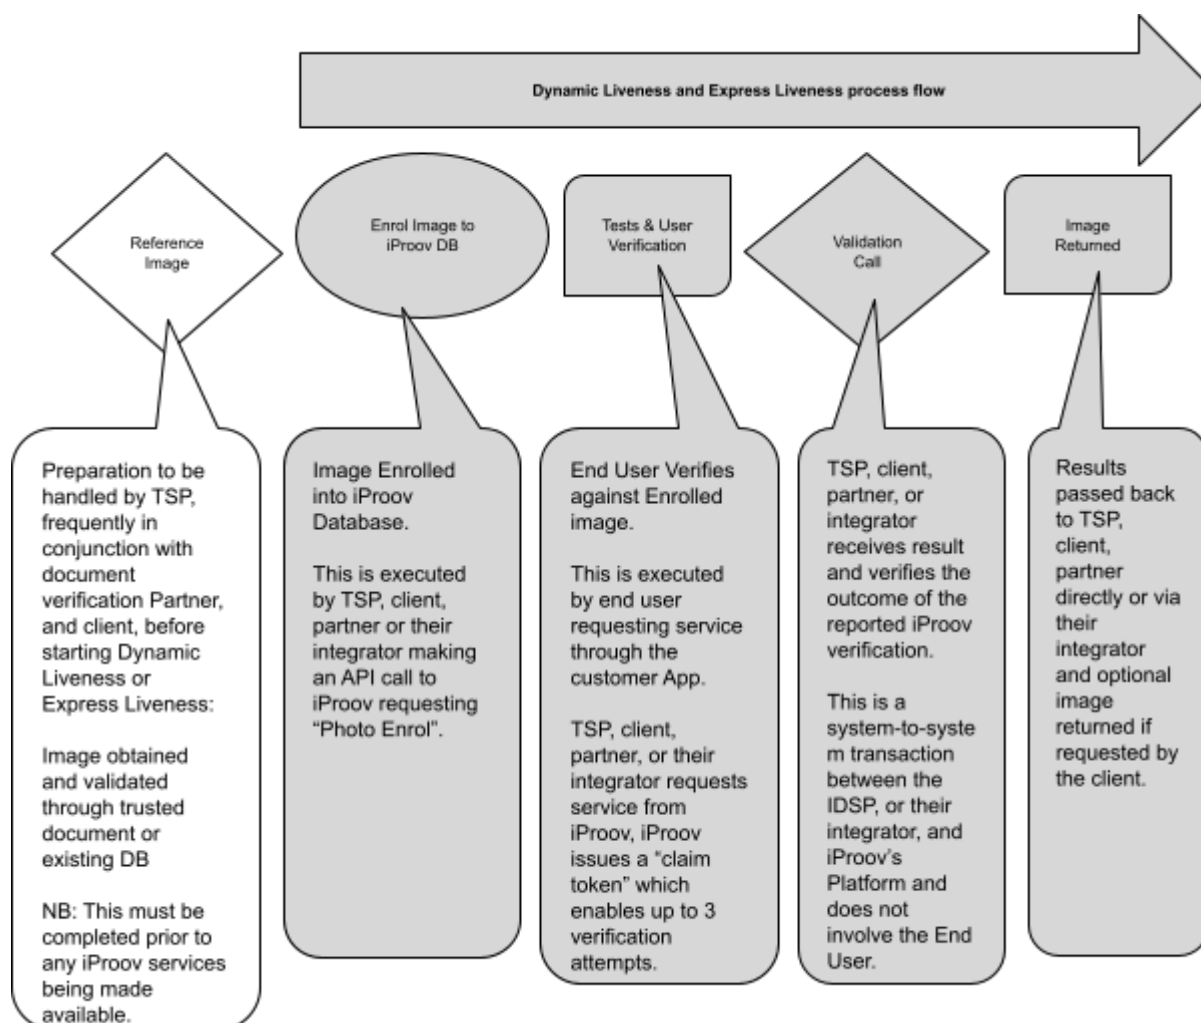 Dynamic Liveness and Express Liveness process flow
Reference
Image
Enrol Image to
iProov DB
Tests & User
Verification
Validation
Call
Image
Returned
Preparation to be
handled by TSP,
frequently in
conjunction with
document
verification Partner,
and client, before
starting Dynamic
Liveness or
Express Liveness:
Image obtained
and validated
through trusted
document or
existing DB
NB: This must be
completed prior to
any iProov services
being made
available.
Image Enrolled
into iProov
Database.
This is executed
by TSP, client,
partner or their
integrator making
an API call to
iProov requesting
“Photo Enrol”.
End User Verifies
against Enrolled
image.
This is executed
by end user
requesting service
through the
customer App.
TSP, client,
partner, or their
integrator requests
service from
iProov, iProov
issues a “claim
token” which
enables up to 3
verification
attempts.
TSP, client,
partner, or
integrator
receives result
and verifies the
outcome of the
reported iProov
verification.
This is a
system-to-syste
m transaction
between the
IDSP, or their
integrator, and
iProov’s
Platform and
does not
involve the End
User.
Results
passed back
to TSP,
client,
partner
directly or via
their
integrator
and optional
image
returned if
requested by
the client.